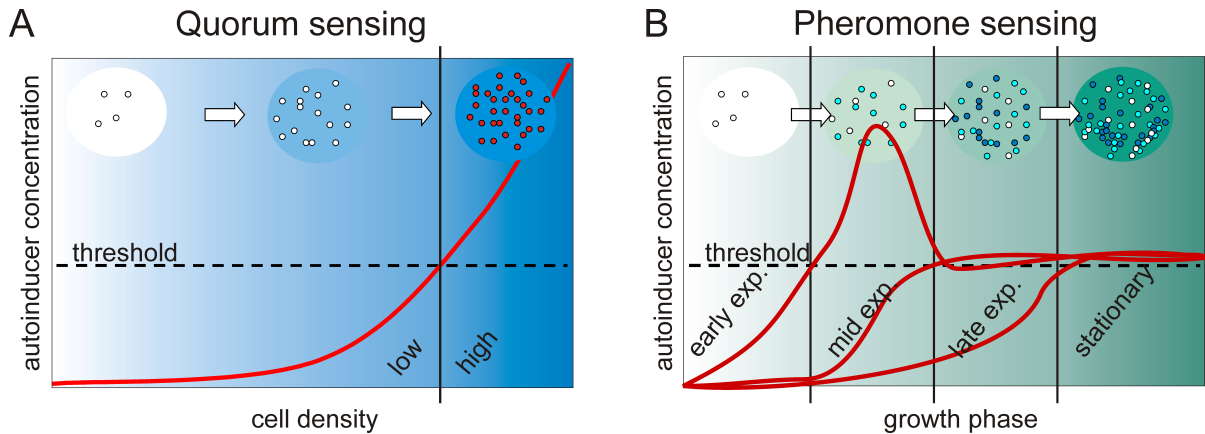 A
Quorum sensing
autoinducer concentration
threshold
low
high
cell density
B
Pheromone sensing
autoinducer concentration
threshold
early exp.
mid exp
late exp.
stationary
growth phase